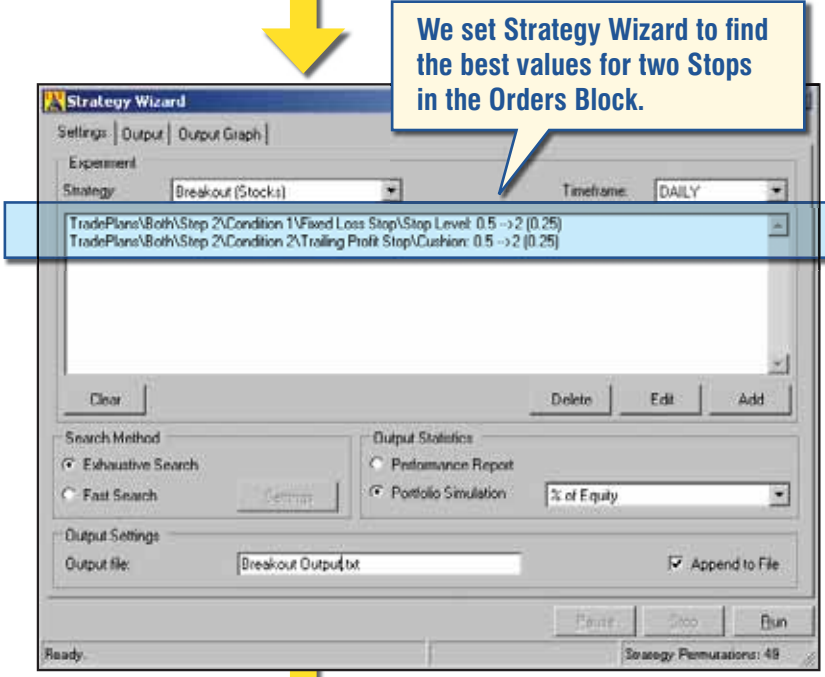 We set Strategy Wizard to find
the best values for two Stops
in the Orders Block.
Strategy Wizard
Settings Output Output Graph
Experiment
Strategy Breakout (Stocks) Timeframe: DAILY
TradePlans\Both\Step 2\Condition 1\Fixed Loss Stop\Stop Level: 0.5 -->2 (0.25)
TradePlans\Both\Step 2\Condition 2\Trailing Profit Stop\Cushion: 0.5 -->2 (0.25)
Clear Delete Edit Add
Search Method Output Statistics
Exhaustive Search Performance Report
Fast Search Settings Portfolio Simulation % of Equity
Output Settings
Output file: Breakout Output.txt Append to File
Pause Stop Run
Ready. Strategy Permutations: 49